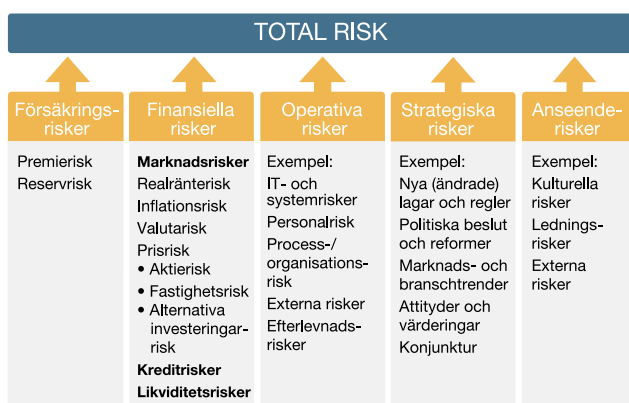 TOTAL RISK
Försäkrings-
risker
Premierisk
Reservrisk
Finansiella
risker
Marknadsrisker
Realränterisk
Inflationsrisk
Valutarisk
Prisrisk
• Aktierisk
• Fastighetsrisk
• Alternativa
investeringar-
risk
Kreditrisker
Likviditetsrisker
Operativa
risker
Exempel:
IT- och
systemrisker
Personalrisk
Process-/
organisations-
risk
Externa risker
Efterlevnads-
risker
Strategiska
risker
Exempel:
Nya (ändrade)
lagar och regler
Politiska beslut
och reformer
Marknads- och
branschtrender
Attityder och
värderingar
Konjunktur
Anseende-
risker
Exempel:
Kulturella
risker
Lednings-
risker
Externa
risker